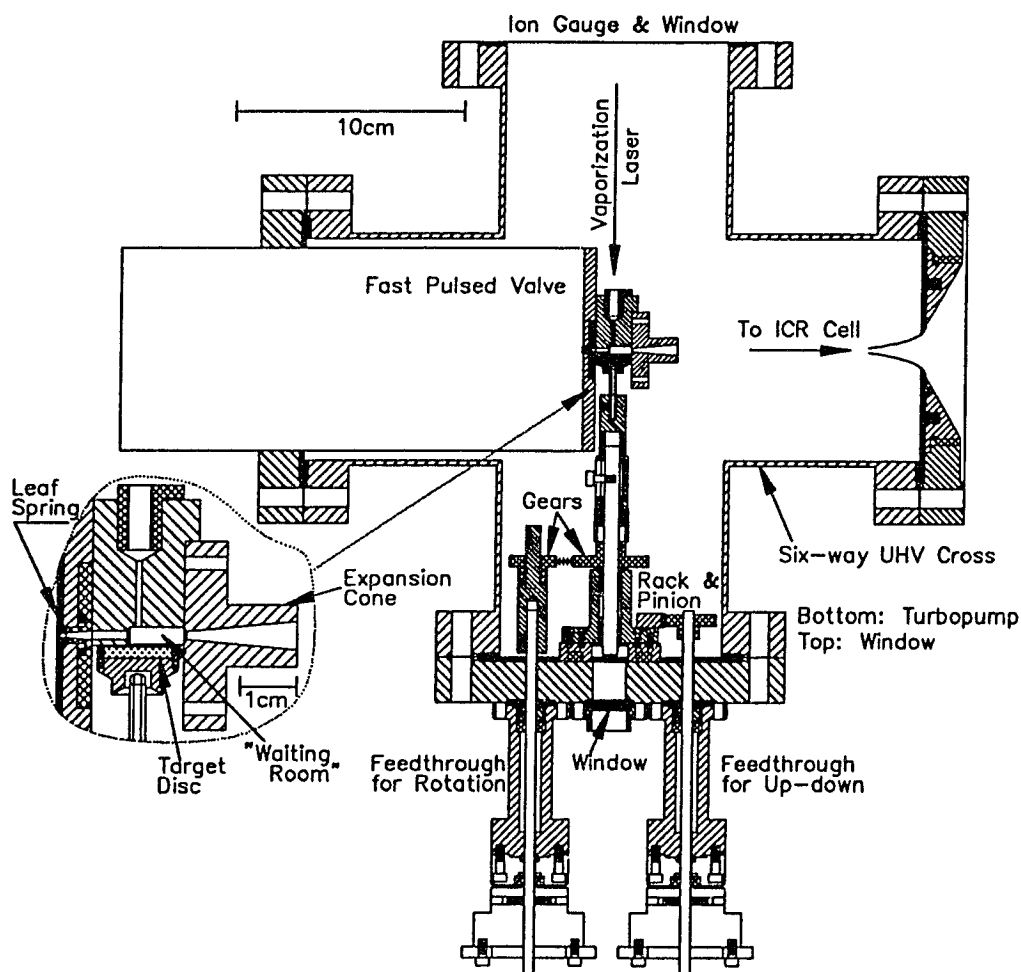 Ion Gauge & Window
10cm
Vaporization
Laser
Fast Pulsed Valve
To ICR Cell
Leaf
Spring
Gears
Six-way UHV Cross
Expansion
Cone
Rack &
Pinion
Bottom: Turbopump
Top: Window
1cm
"Waiting
Room"
Target
Disc
Feedthrough
for Rotation
Window
Feedthrough
for Up-down